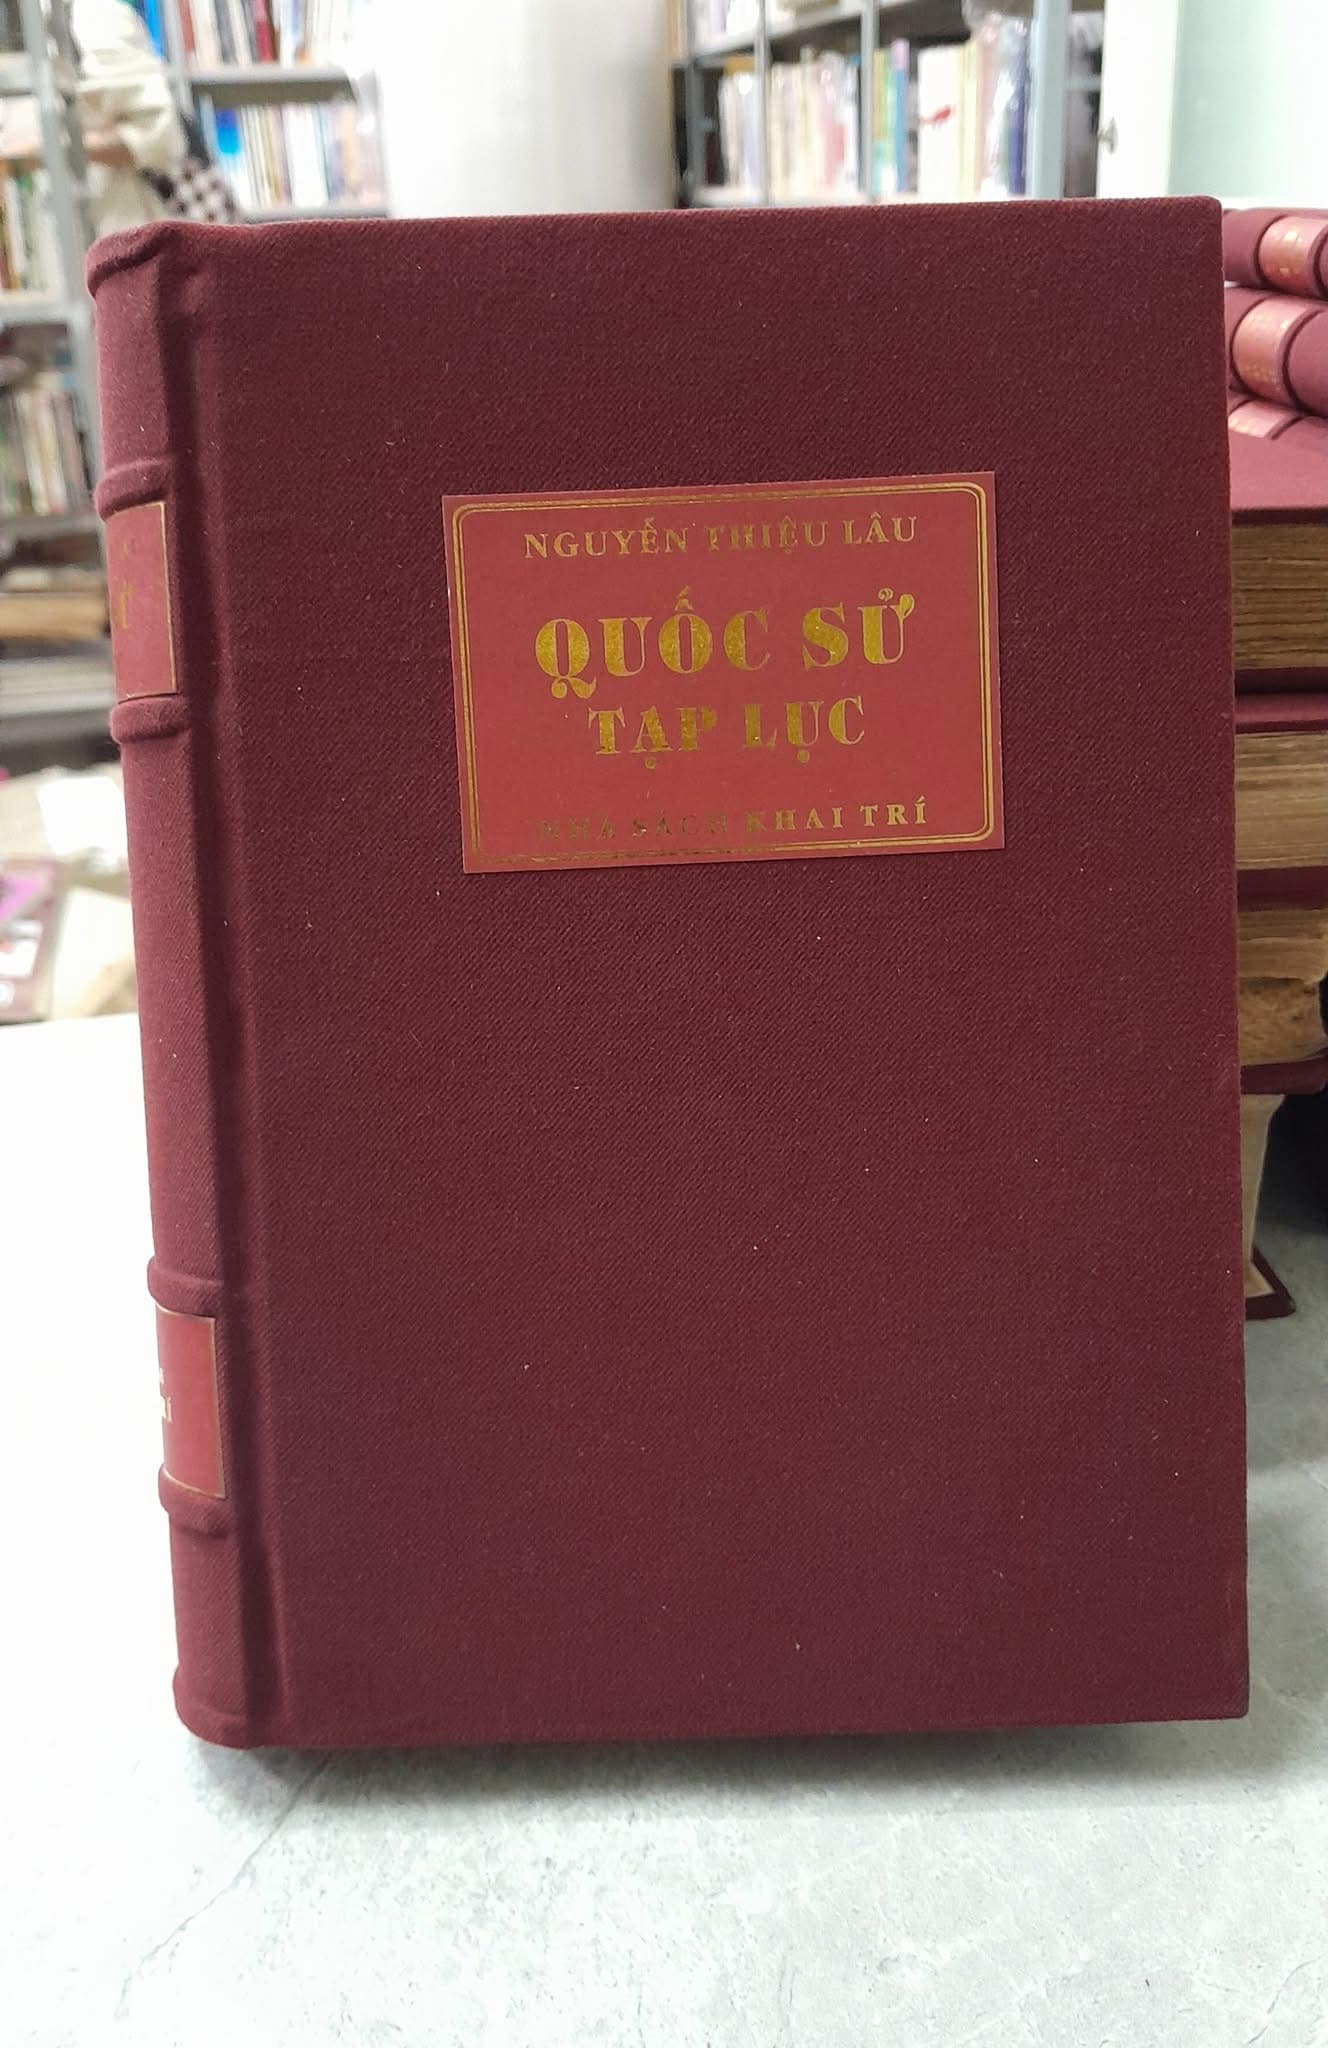 NGUYỄN THIỆU LÂU
QUỐC SỬ
TẠP LỤC
NHÀ SÁCH KHAI TRÍ